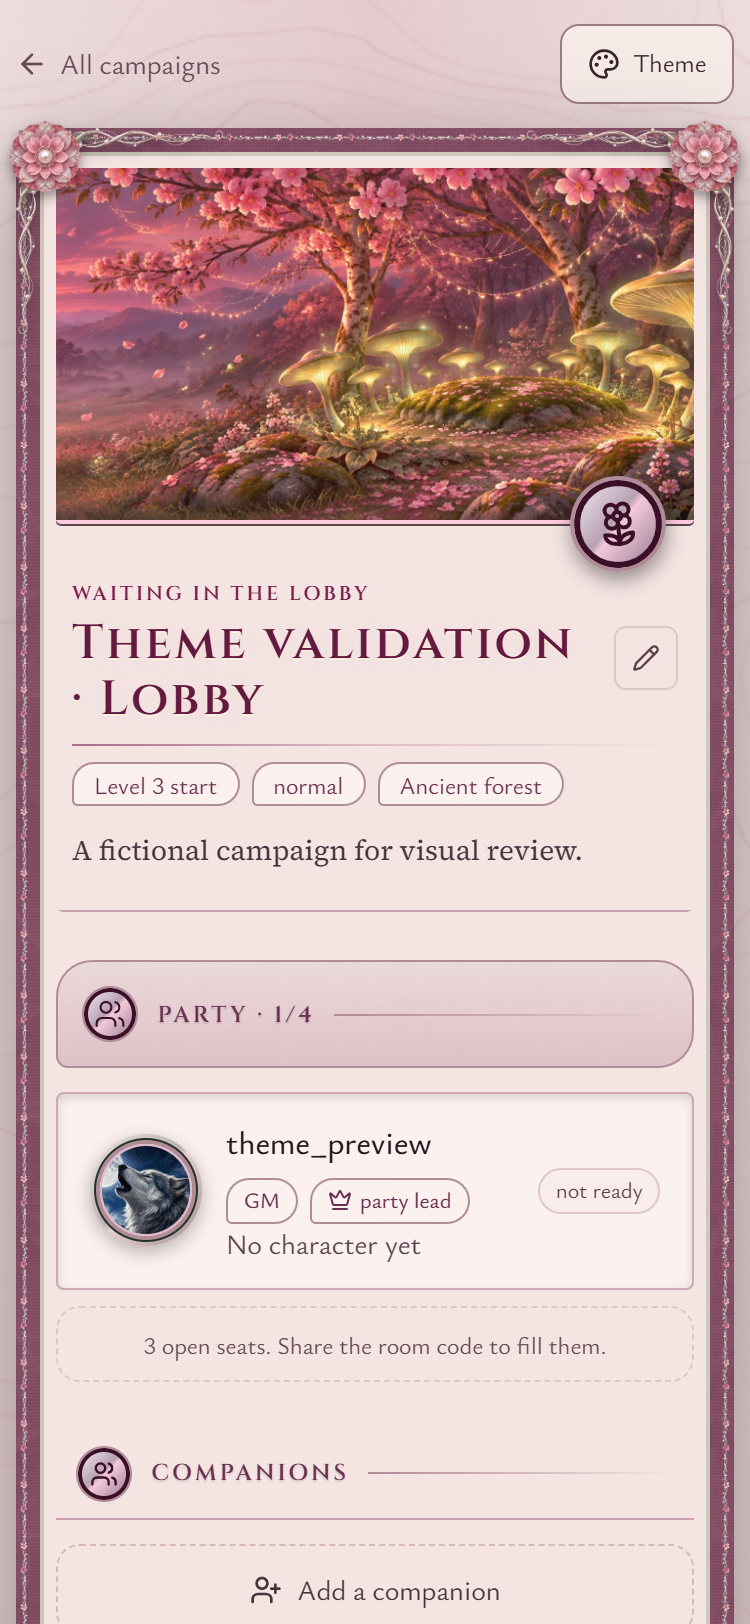 All campaigns
Theme
WAITING IN THE LOBBY
THEME VALIDATION
· LOBBY
Level 3 start
normal
Ancient forest
A fictional campaign for visual review.
PARTY · 1/4
theme_preview
GM
party lead
not ready
No character yet
3 open seats. Share the room code to fill them.
COMPANIONS
Add a companion